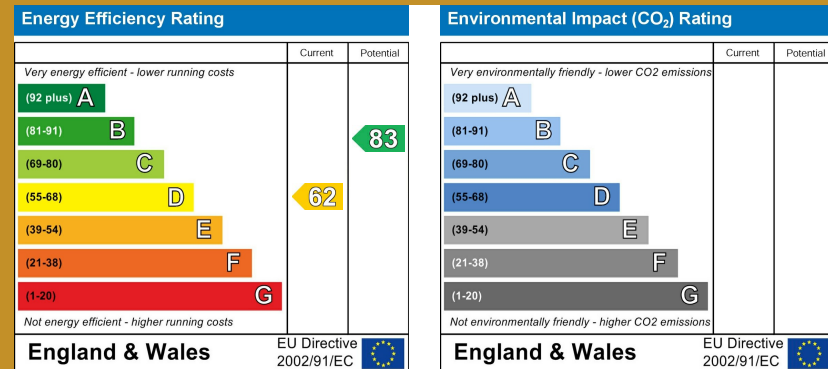 Energy Efficiency Rating
Current Potential
Very energy efficient - lower running costs
(92 plus) A
(81-91) B
83
(69-80) C
(55-68) D
62
(39-54) E
(21-38) F
(1-20) G
Not energy efficient - higher running costs
England & Wales
EU Directive
2002/91/EC
Environmental Impact (CO₂) Rating
Current Potential
Very environmentally friendly - lower CO2 emissions
(92 plus) A
(81-91) B
(69-80) C
(55-68) D
(39-54) E
(21-38) F
(1-20) G
Not environmentally friendly - higher CO2 emissions
England & Wales
EU Directive
2002/91/EC